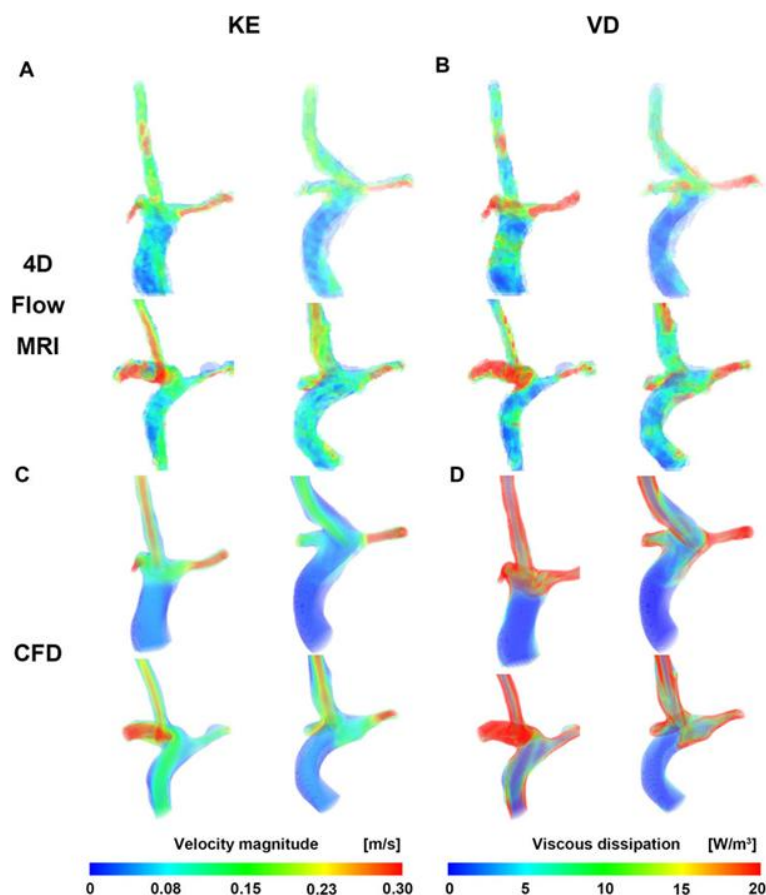 KE VD
A B
4D
Flow
MRI
C D
CFD
Velocity magnitude [m/s] Viscous dissipation [W/m³]
0 0.08 0.15 0.23 0.30 0 5 10 15 20